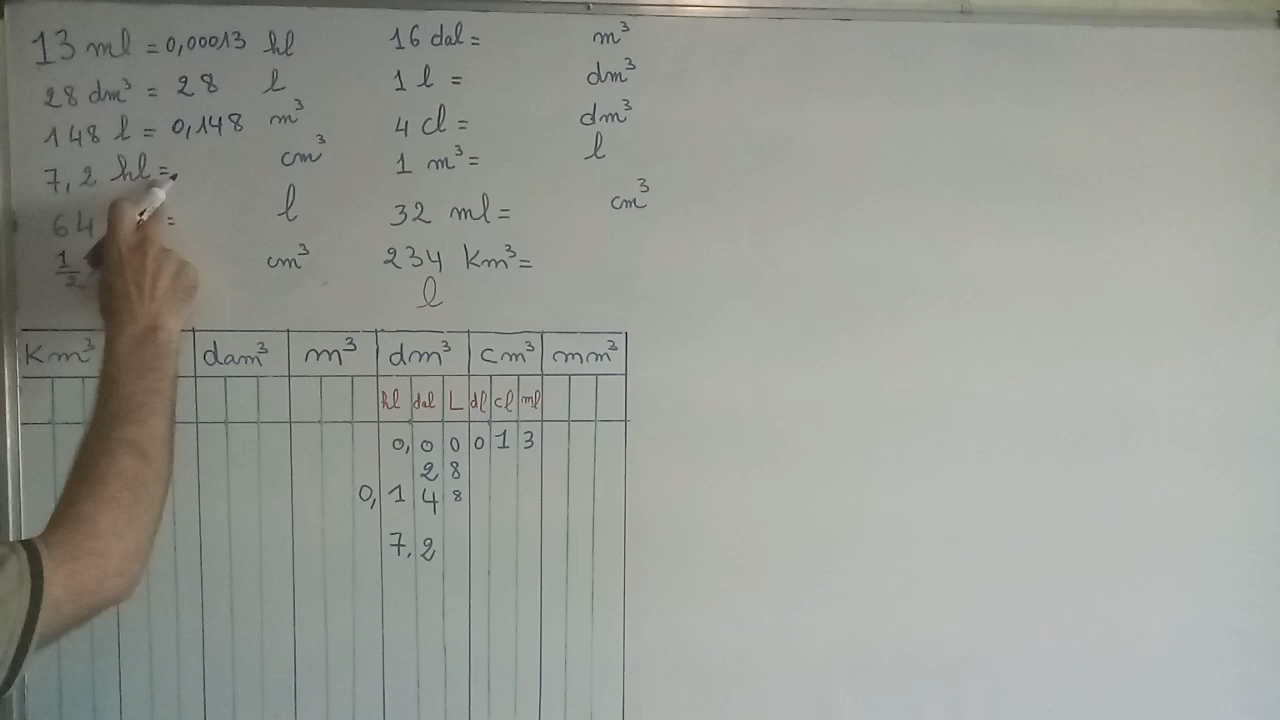 13 ml = 0,00013 hl
28 dm³ = 28 l
148 l = 0,148 m³
7,2 hl = cm³
64 = l
1/2 cm³
16 dal = m³
1 l = dm³
4 cl = dm³
1 m³ = l
32 ml = cm³
234 Km³ =
l
Km³ dam³ m³ dm³ cm³ mm³
hl dal L dl cl ml
0, 0 0 0 1 3
2 8
0, 1 4 8
7, 2